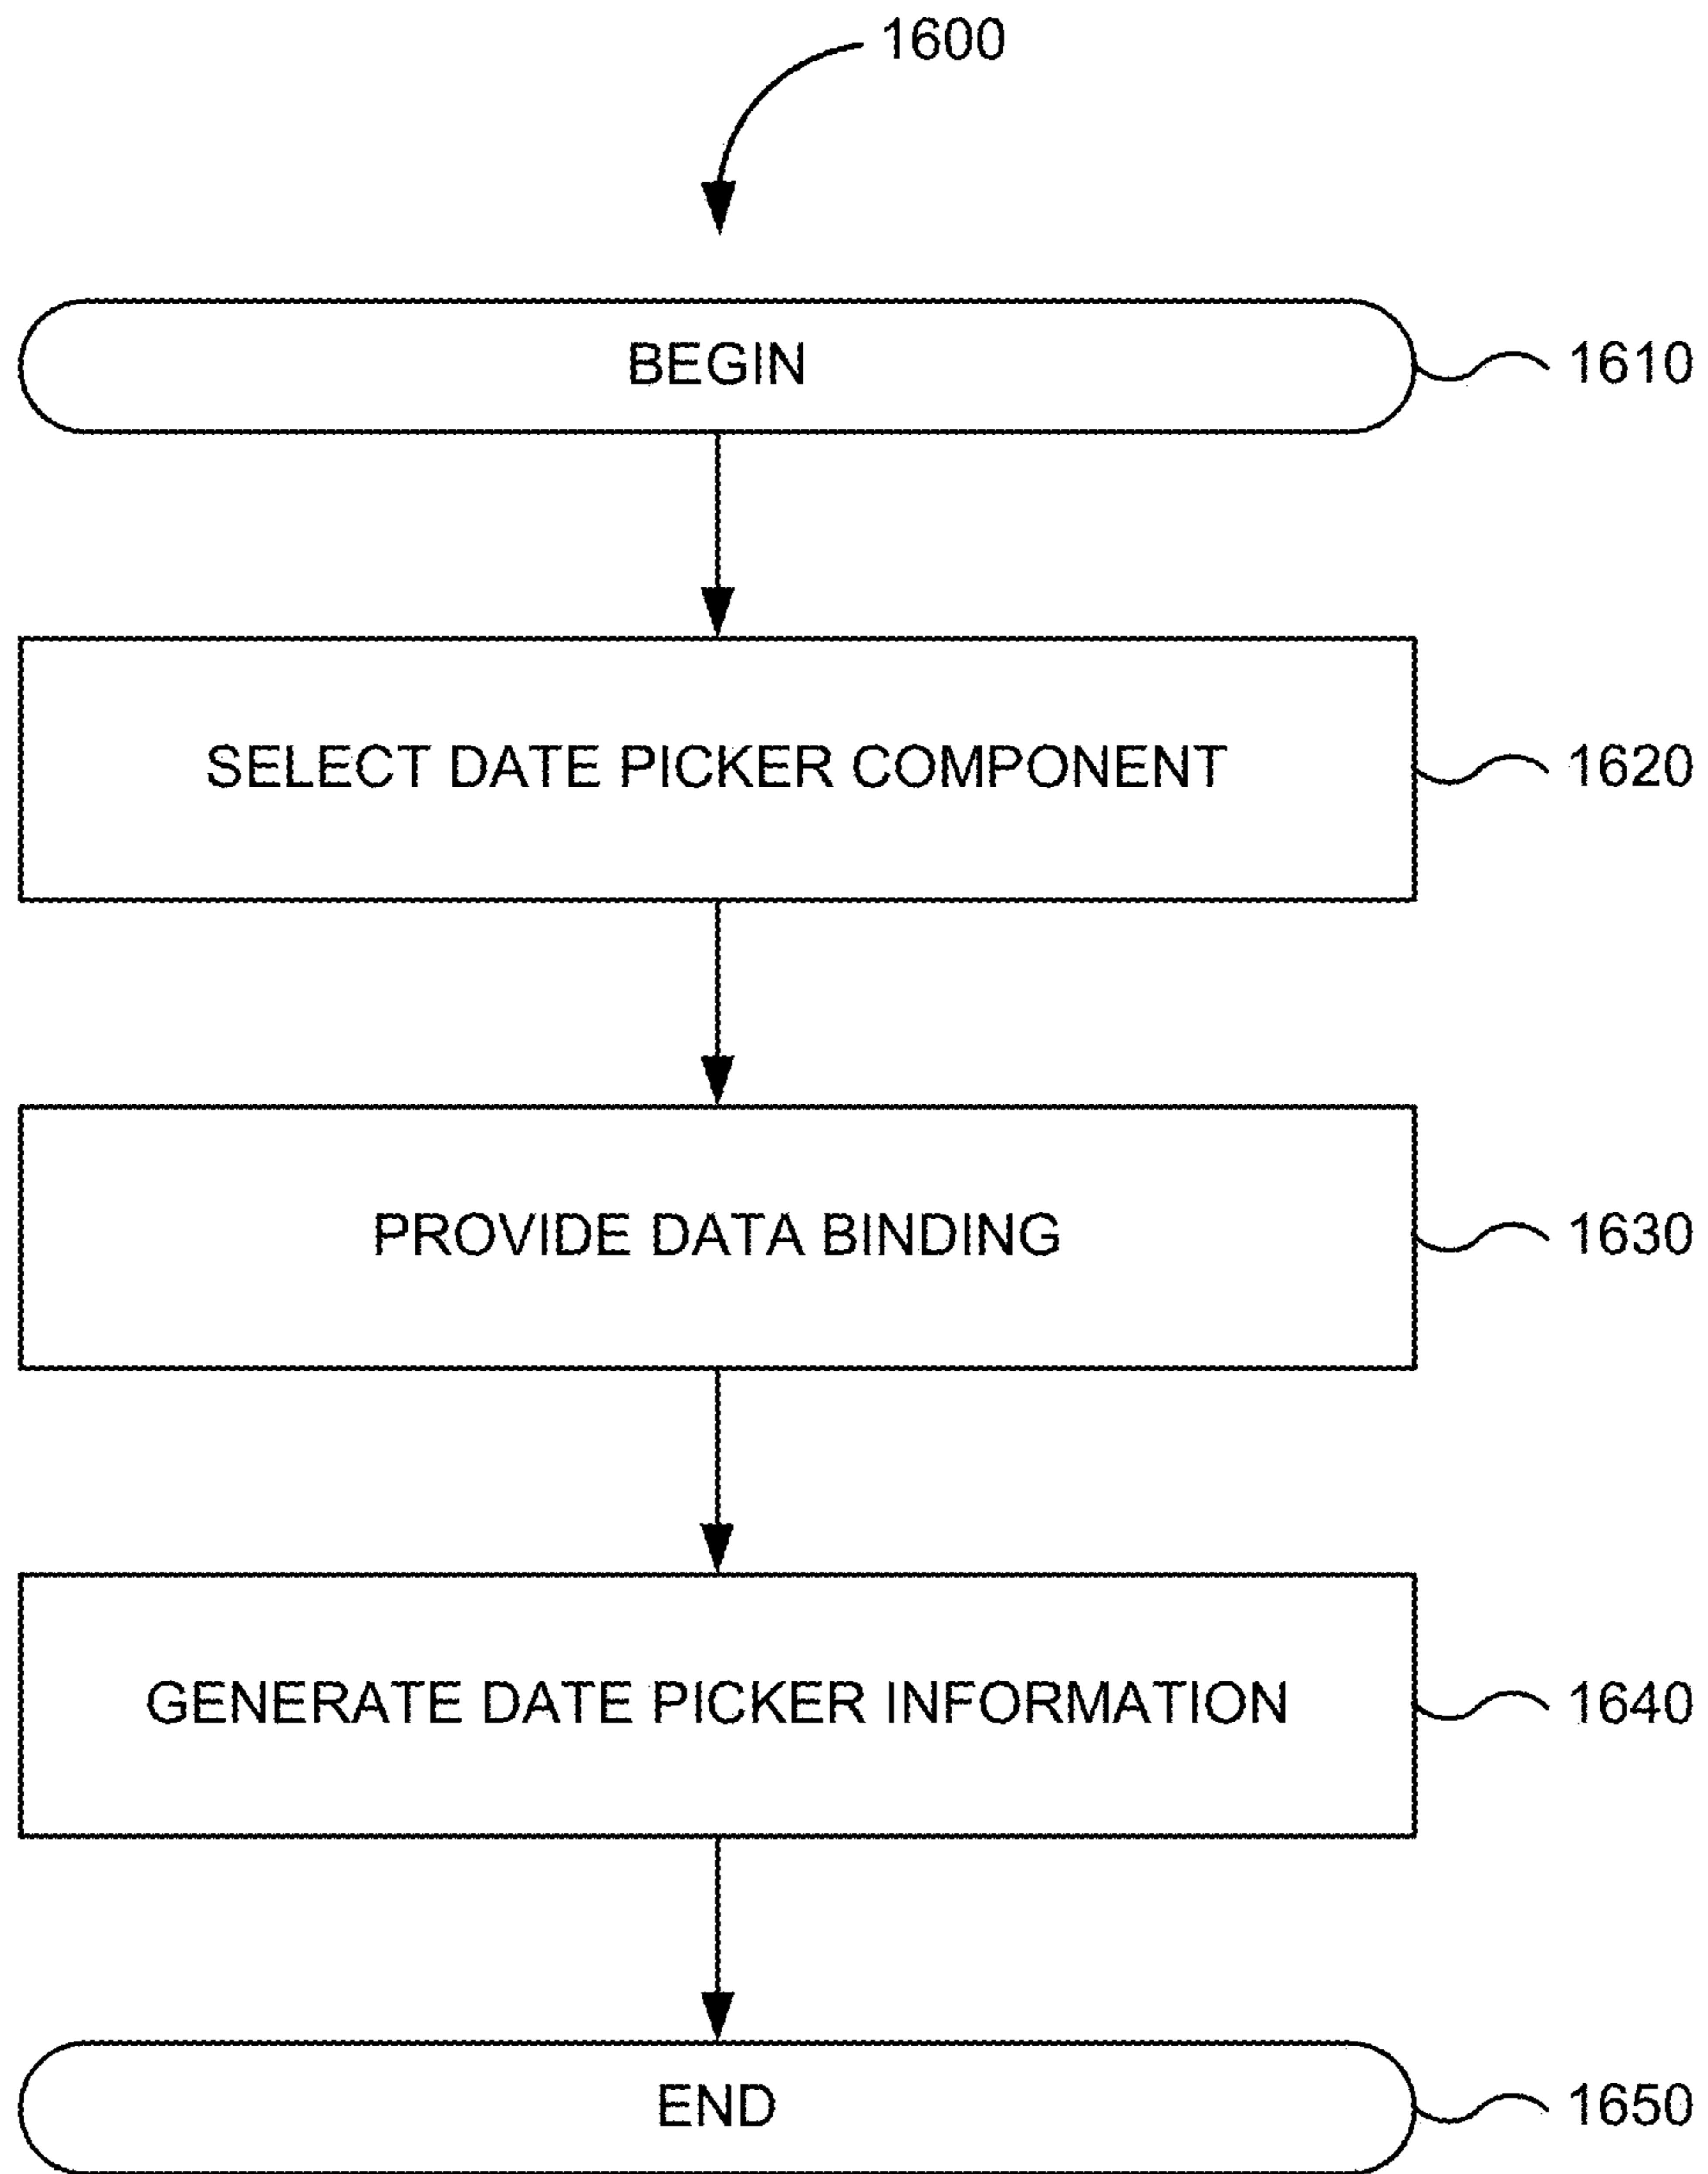 1600
BEGIN
1610
SELECT DATE PICKER COMPONENT
1620
PROVIDE DATA BINDING
1630
GENERATE DATE PICKER INFORMATION
1640
END
1650